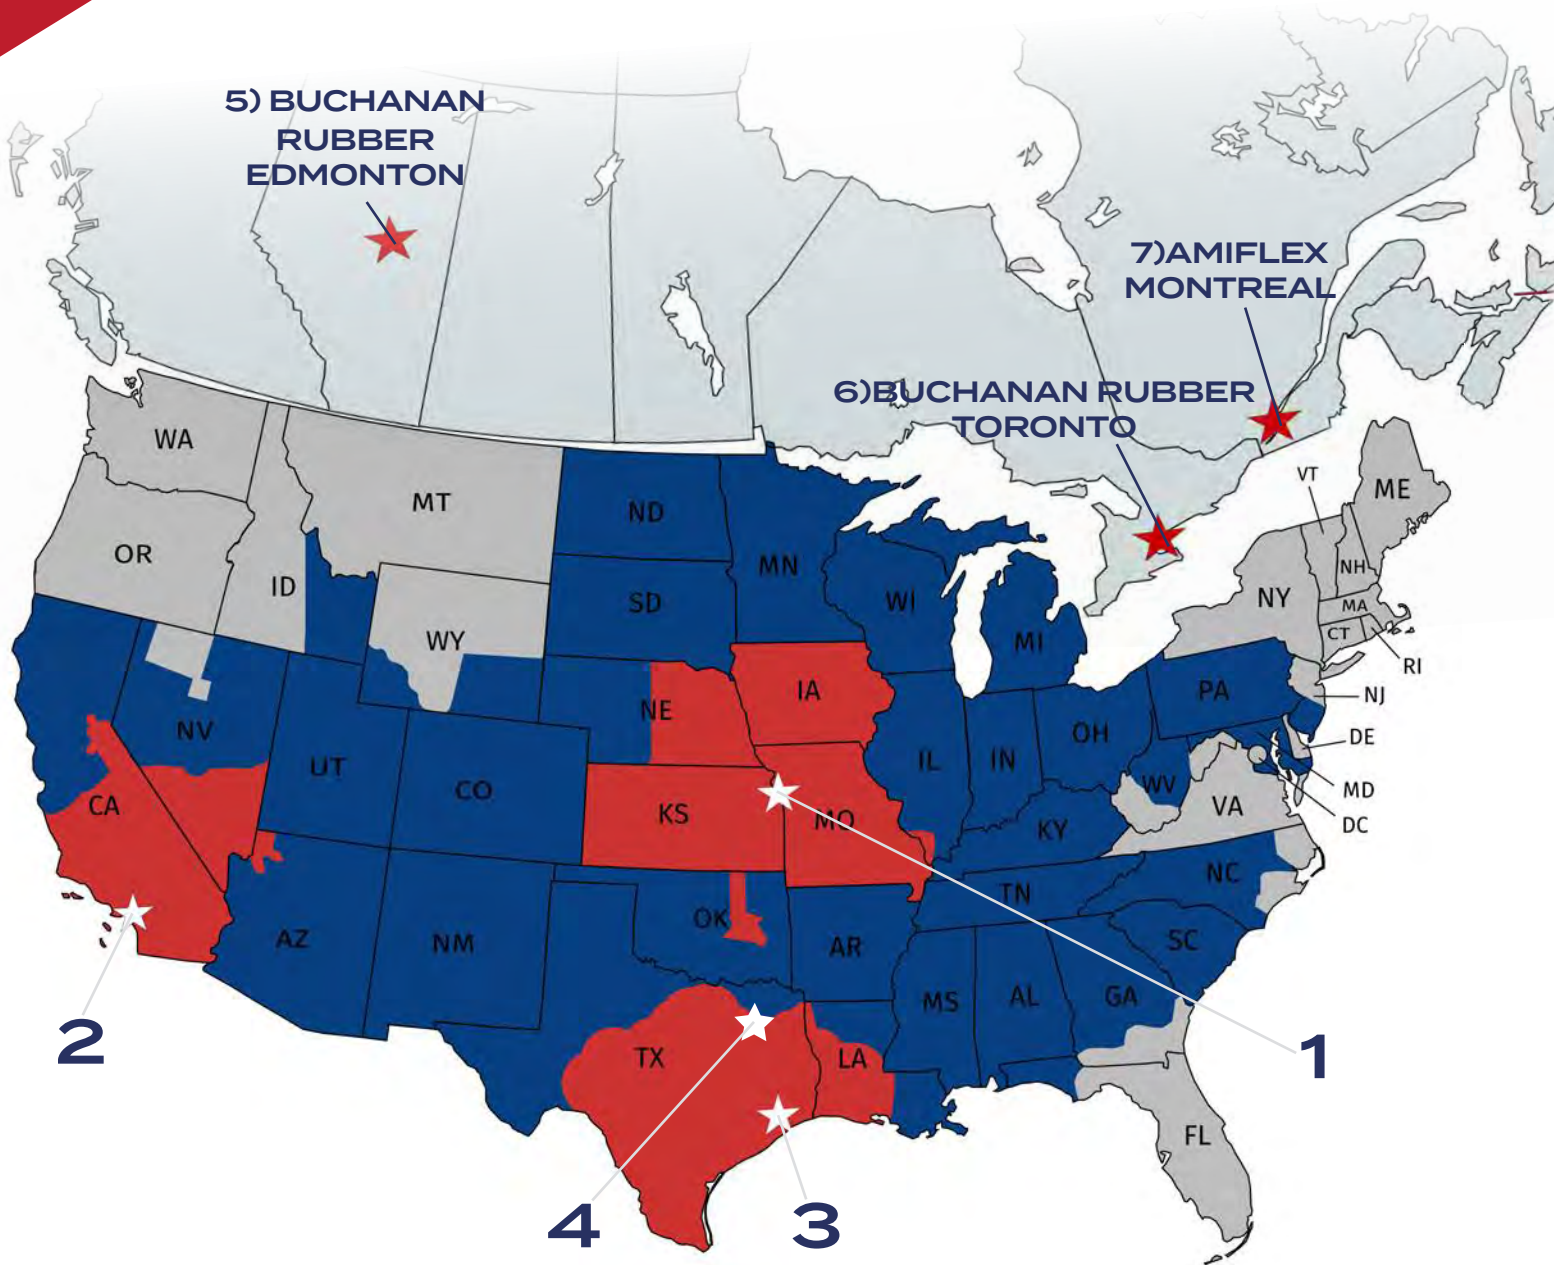 5) BUCHANAN
RUBBER
EDMONTON
7)AMIFLEX
MONTREAL
6)BUCHANAN RUBBER
TORONTO
WA
MT
ND
VT
ME
OR
ID
MN
NH
SD
WI
NY
MA
WY
MI
CT
RI
IA
PA
NJ
NE
NV
OH
DE
UT
IL
IN
CO
WV
MD
CA
KS
MO
KY
VA
DC
NC
TN
OK
AZ
NM
AR
SC
MS
AL
GA
2
TX
LA
1
FL
4
3